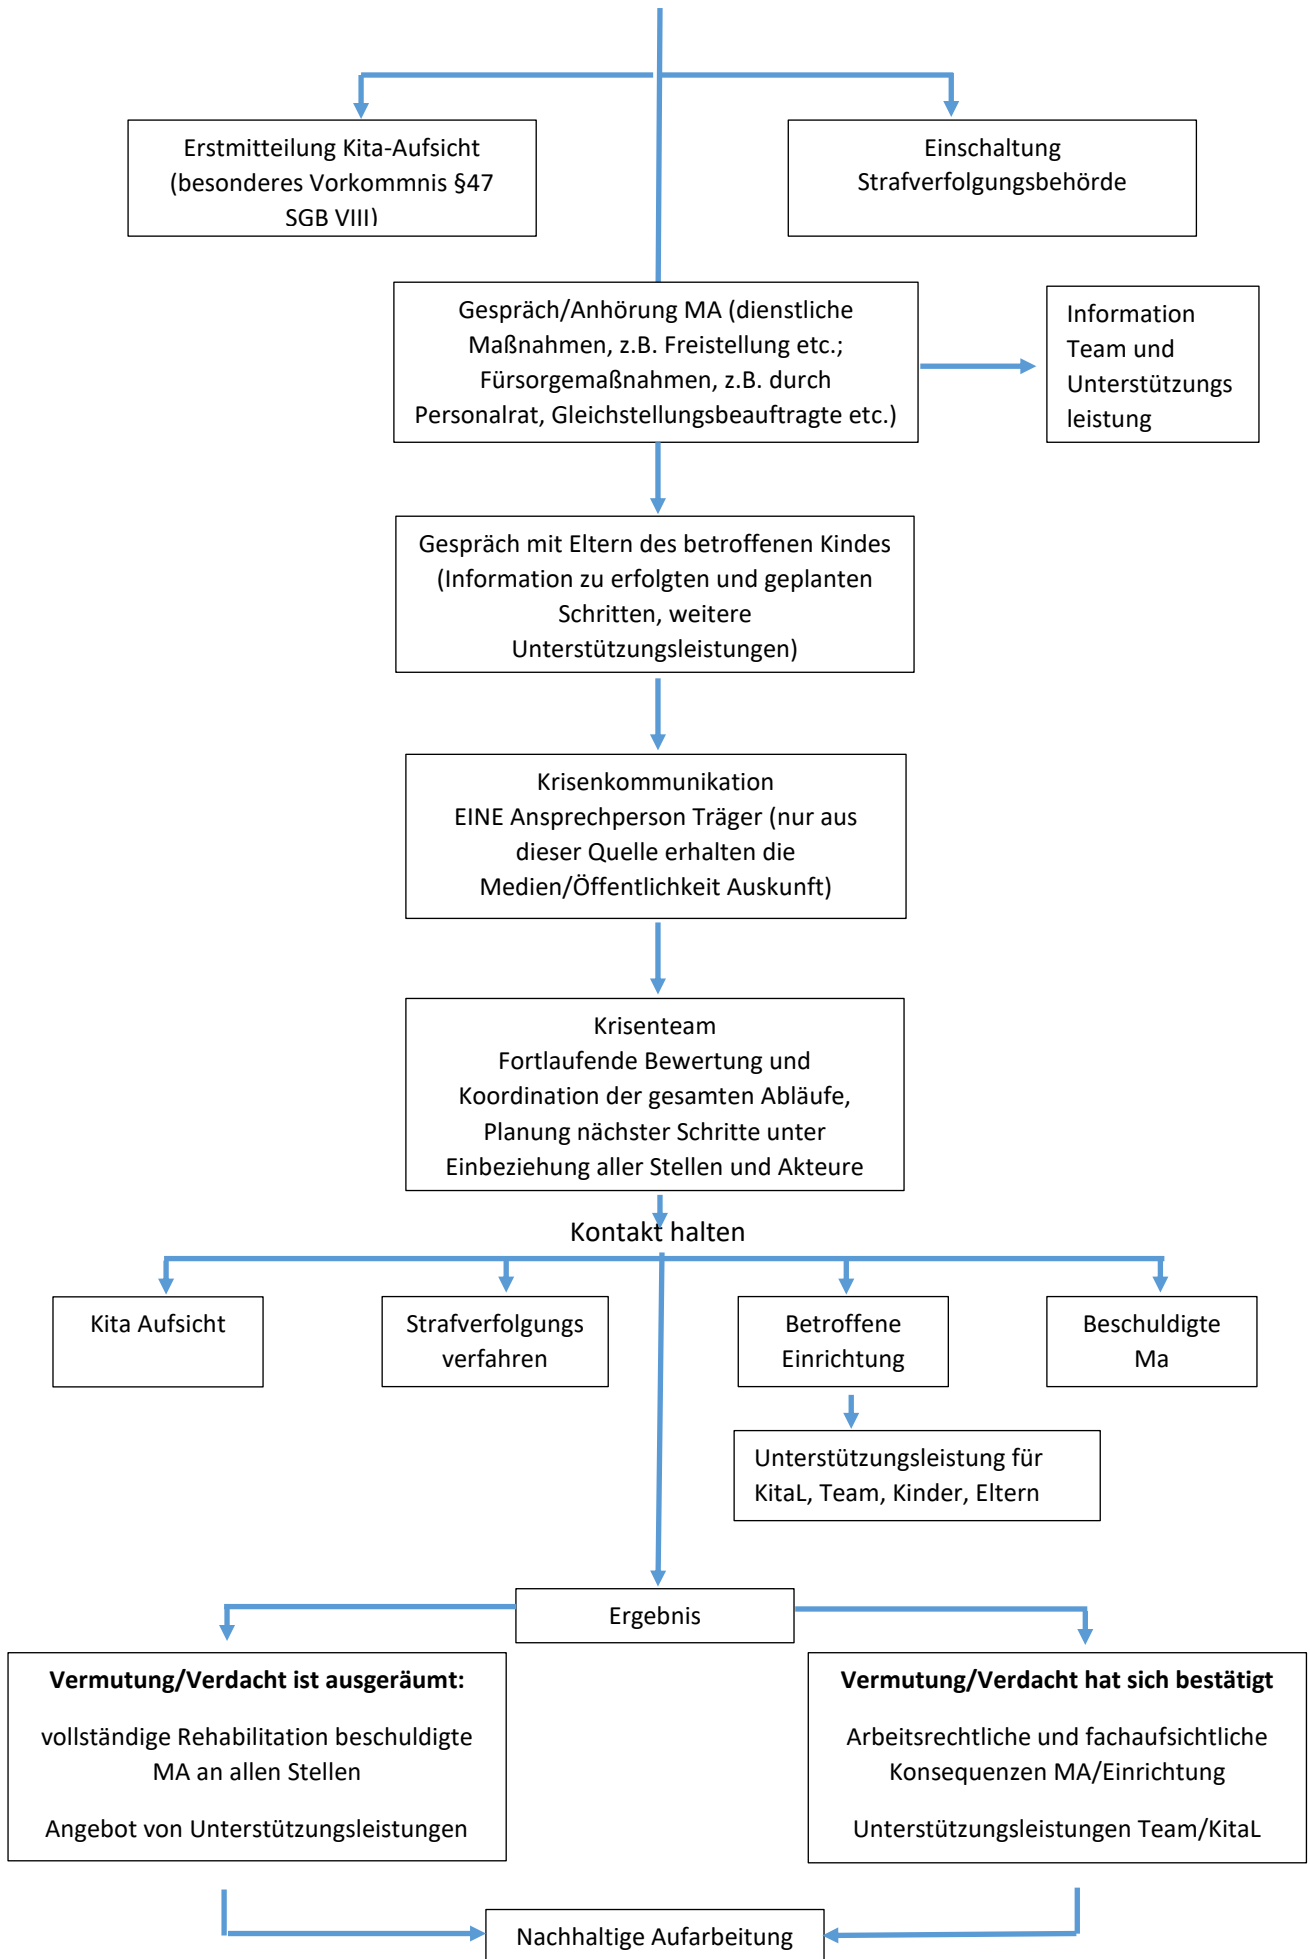 Erstmitteilung Kita-Aufsicht
(besonderes Vorkommnis §47
SGB VIII)
Einschaltung
Strafverfolgungsbehörde
Gespräch/Anhörung MA (dienstliche
Maßnahmen, z.B. Freistellung etc.;
Fürsorgemaßnahmen, z.B. durch
Personalrat, Gleichstellungsbeauftragte etc.)
Information
Team und
Unterstützungs
leistung
Gespräch mit Eltern des betroffenen Kindes
(Information zu erfolgten und geplanten
Schritten, weitere
Unterstützungsleistungen)
Krisenkommunikation
EINE Ansprechperson Träger (nur aus
dieser Quelle erhalten die
Medien/Öffentlichkeit Auskunft)
Krisenteam
Fortlaufende Bewertung und
Koordination der gesamten Abläufe,
Planung nächster Schritte unter
Einbeziehung aller Stellen und Akteure
Kontakt halten
Kita Aufsicht
Strafverfolgungs
verfahren
Betroffene
Einrichtung
Beschuldigte
Ma
Unterstützungsleistung für
KitaL, Team, Kinder, Eltern
Ergebnis
Vermutung/Verdacht ist ausgeräumt:
vollständige Rehabilitation beschuldigte
MA an allen Stellen
Angebot von Unterstützungsleistungen
Vermutung/Verdacht hat sich bestätigt
Arbeitsrechtliche und fachaufsichtliche
Konsequenzen MA/Einrichtung
Unterstützungsleistungen Team/KitaL
Nachhaltige Aufarbeitung